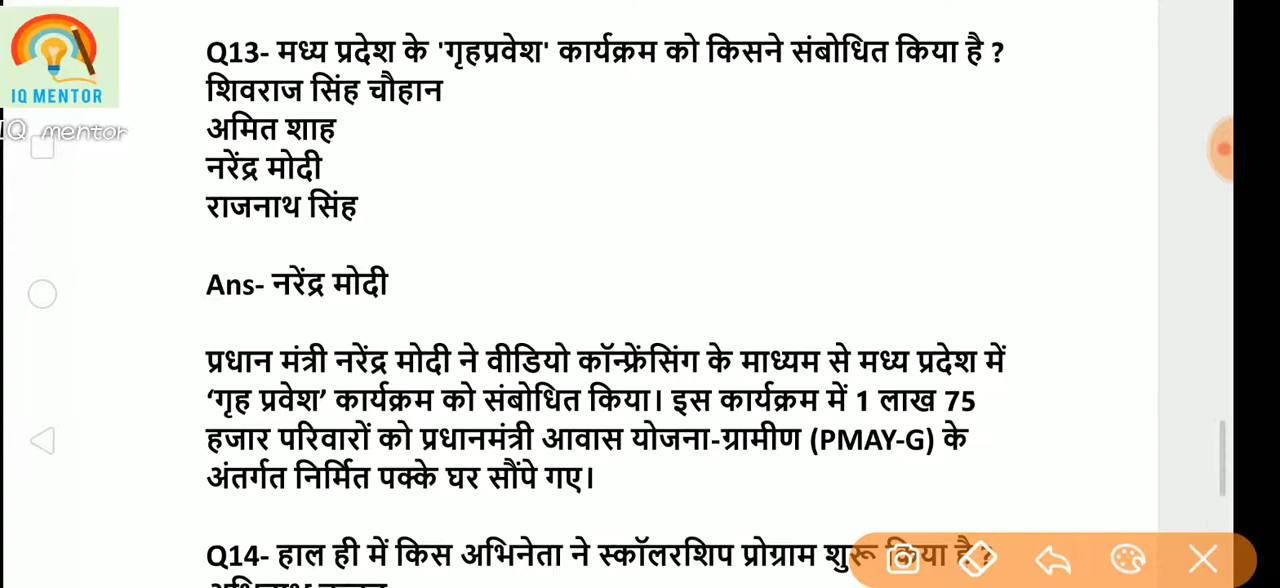 IQ MENTOR
IQ mentor
Q13- मध्य प्रदेश के 'गृहप्रवेश' कार्यक्रम को किसने संबोधित किया है ?
शिवराज सिंह चौहान
अमित शाह
नरेंद्र मोदी
राजनाथ सिंह
Ans- नरेंद्र मोदी
प्रधान मंत्री नरेंद्र मोदी ने वीडियो कॉन्फ्रेंसिंग के माध्यम से मध्य प्रदेश में
‘गृह प्रवेश’ कार्यक्रम को संबोधित किया। इस कार्यक्रम में 1 लाख 75
हजार परिवारों को प्रधानमंत्री आवास योजना-ग्रामीण (PMAY-G) के
अंतर्गत निर्मित पक्के घर सौंपे गए।
Q14- हाल ही में किस अभिनेता ने स्कॉलरशिप प्रोग्राम शुरू किया है ?